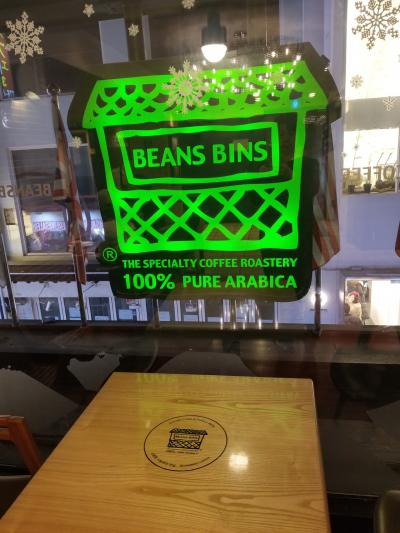 BEANS BINS
®
THE SPECIALTY COFFEE ROASTERY
100% PURE ARABICA